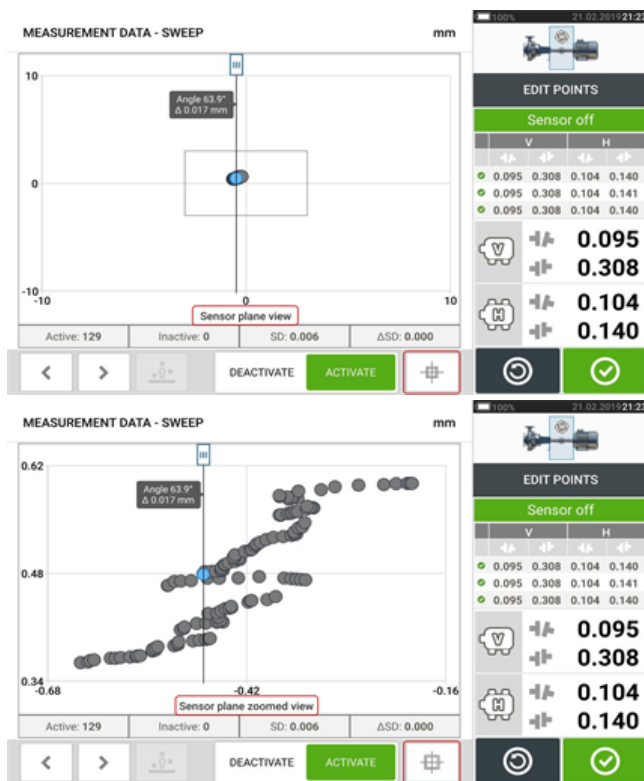 100% 21.02.2019 21:23
MEASUREMENT DATA - SWEEP mm
10
Angle 63.9°
Δ 0.017 mm
0
-10
-10 0 10
Sensor plane view
Active: 129 Inactive: 0 SD: 0.006 ΔSD: 0.000
DEACTIVATE ACTIVATE
EDIT POINTS
Sensor off
V H
0.095 0.308 0.104 0.140
0.095 0.308 0.104 0.141
0.095 0.308 0.104 0.140
V 0.095
0.308
H 0.104
0.140
100% 21.02.2019 21:23
MEASUREMENT DATA - SWEEP mm
0.62
Angle 63.9°
Δ 0.017 mm
0.48
0.34
-0.68 -0.42 -0.16
Sensor plane zoomed view
Active: 129 Inactive: 0 SD: 0.006 ΔSD: 0.000
DEACTIVATE ACTIVATE
EDIT POINTS
Sensor off
V H
0.095 0.308 0.104 0.140
0.095 0.308 0.104 0.141
0.095 0.308 0.104 0.140
V 0.095
0.308
H 0.104
0.140